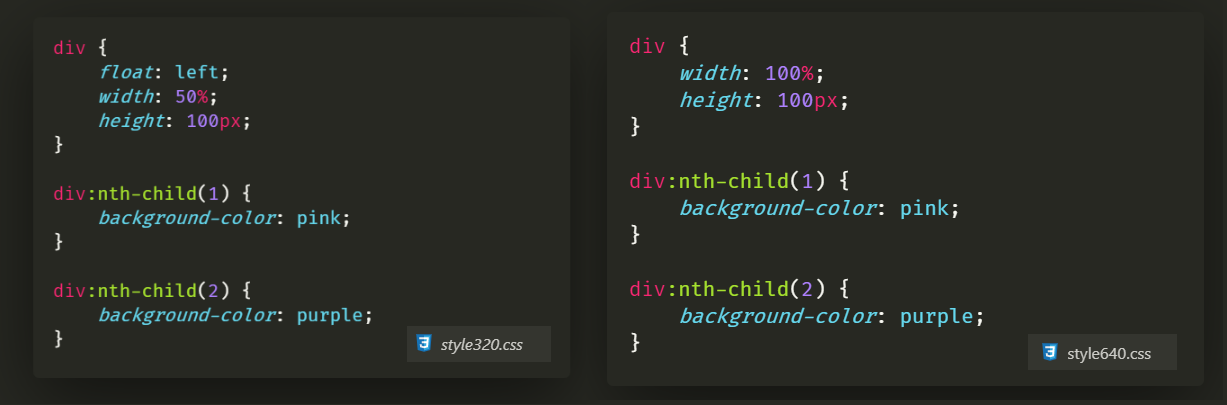 div {
    float: left;
    width: 50%;
    height: 100px;
}

div:nth-child(1) {
    background-color: pink;
}

div:nth-child(2) {
    background-color: purple;
}
style320.css
div {
    width: 100%;
    height: 100px;
}

div:nth-child(1) {
    background-color: pink;
}

div:nth-child(2) {
    background-color: purple;
}
style640.css